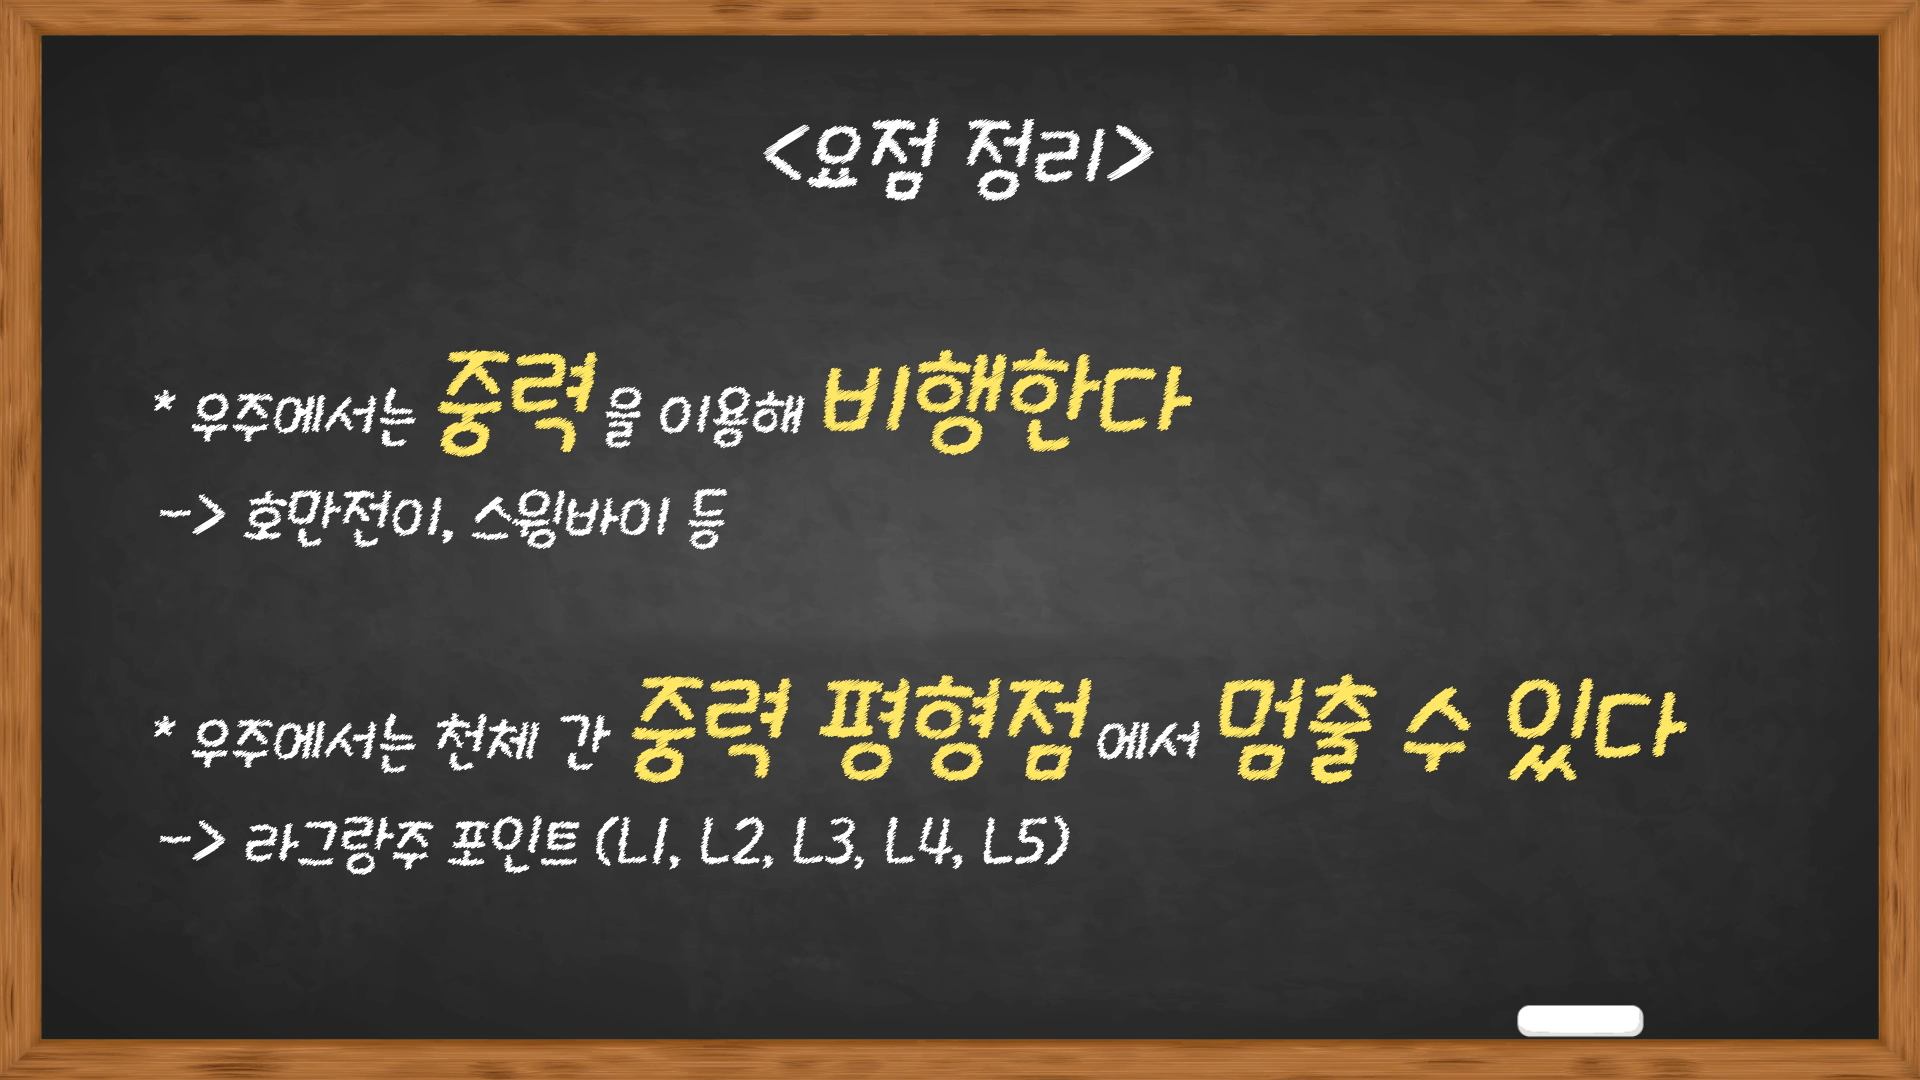 <요점 정리>
* 우주에서는 중력을 이용해 비행한다
-> 호만전이, 스윙바이 등
* 우주에서는 천체 간 중력 평형점에서 멈출 수 있다
-> 라그랑주 포인트 (L1, L2, L3, L4, L5)